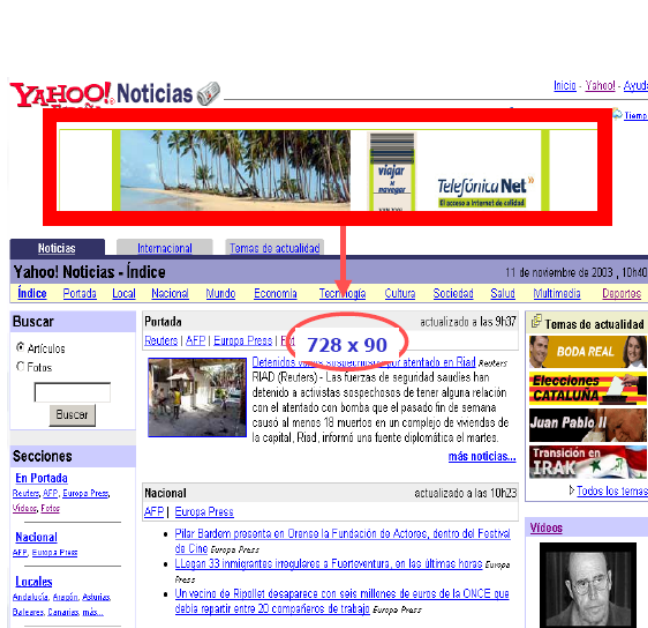 YAHOO! Noticias
España
Inicio - Yahoo! - Ayuda
Tiempo
viajar
x
navegar
Telefónica Net
El acceso a Internet de calidad
Noticias Internacional Temas de actualidad
Yahoo! Noticias - Índice 11 de noviembre de 2003 , 10h40
Índice Portada Local Nacional Mundo Economía Tecnología Cultura Sociedad Salud Multimedia Deportes
Buscar
Artículos
Fotos
Buscar
Secciones
En Portada
Reuters, AFP, Europa Press,
Videos, Fotos
Nacional
AFP, Europa Press
Locales
Andalucía, Aragón, Asturias,
Baleares, Canarias, más...
Portada actualizado a las 9h37
Reuters | AFP | Europa Press |
728 x 90
Detenidos por atentado en Riad Reuters
RIAD (Reuters) - Las fuerzas de seguridad saudíes han
detenido a activistas sospechosos de tener alguna relación
con el atentado con bomba que el pasado fin de semana
causó al menos 18 muertos en un complejo de viviendas de
la capital, Riad, informó una fuente diplomática el martes.
más noticias...
Nacional actualizado a las 10h23
AFP | Europa Press
Pilar Bardem presenta en Orense la Fundación de Actores, dentro del Festival
de Cine Europa Press
LLegan 33 inmigrantes irregulares a Fuerteventura, en las últimas horas Europa
Press
Un vecino de Ripollet desaparece con seis millones de euros de la ONCE que
debía repartir entre 20 compañeros de trabajo Europa Press
Temas de actualidad
BODA REAL
Elecciones
CATALUÑA
Juan Pablo II
Transición en
IRAK
Todos los temas
Vídeos